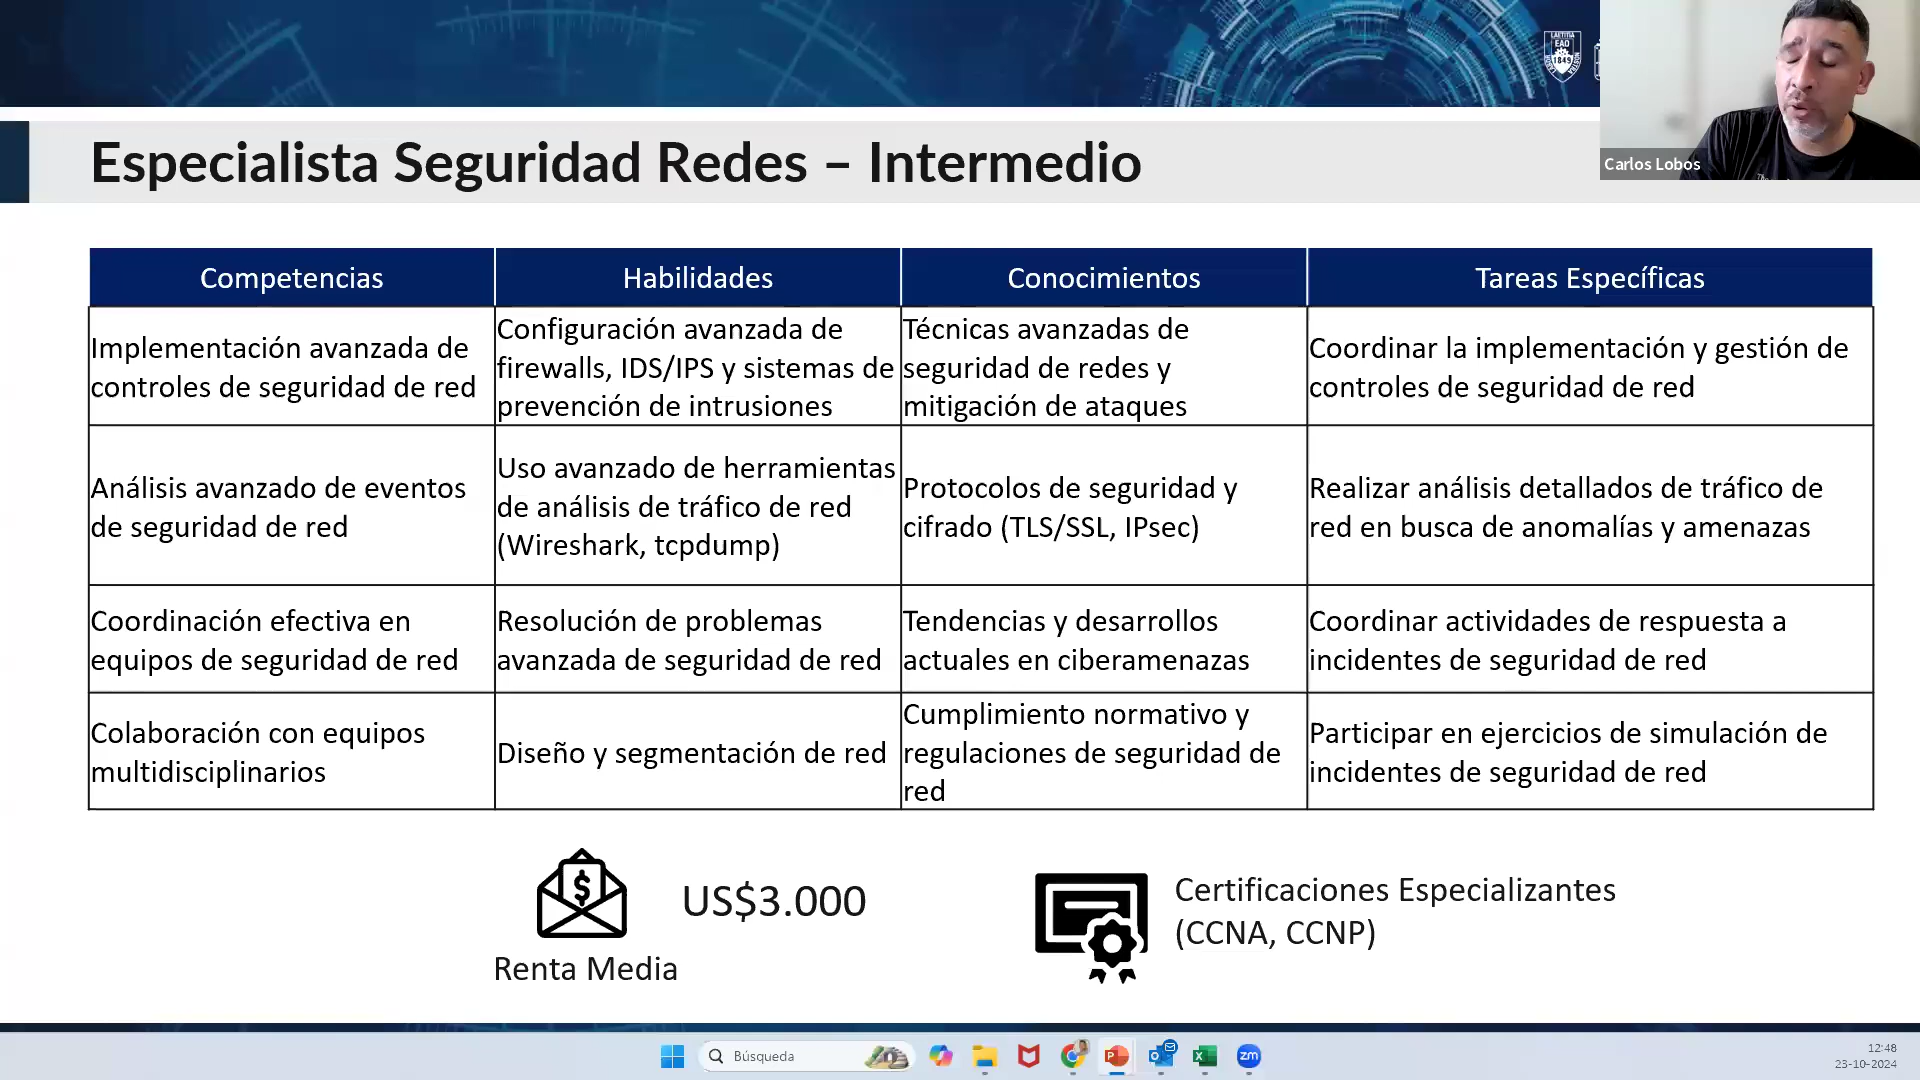 LAETITIA
EAO
1849
NOSTRA
Carlos Lobos
Especialista Seguridad Redes – Intermedio
Competencias
Habilidades
Conocimientos
Tareas Específicas
Implementación avanzada de
controles de seguridad de red
Configuración avanzada de
firewalls, IDS/IPS y sistemas de
prevención de intrusiones
Técnicas avanzadas de
seguridad de redes y
mitigación de ataques
Coordinar la implementación y gestión de
controles de seguridad de red
Análisis avanzado de eventos
de seguridad de red
Uso avanzado de herramientas
de análisis de tráfico de red
(Wireshark, tcpdump)
Protocolos de seguridad y
cifrado (TLS/SSL, IPsec)
Realizar análisis detallados de tráfico de
red en busca de anomalías y amenazas
Coordinación efectiva en
equipos de seguridad de red
Resolución de problemas
avanzada de seguridad de red
Tendencias y desarrollos
actuales en ciberamenazas
Coordinar actividades de respuesta a
incidentes de seguridad de red
Colaboración con equipos
multidisciplinarios
Diseño y segmentación de red
Cumplimiento normativo y
regulaciones de seguridad de
red
Participar en ejercicios de simulación de
incidentes de seguridad de red
$
US$3.000
Renta Media
Certificaciones Especializantes
(CCNA, CCNP)
Búsqueda
zm
12:48
23-10-2024